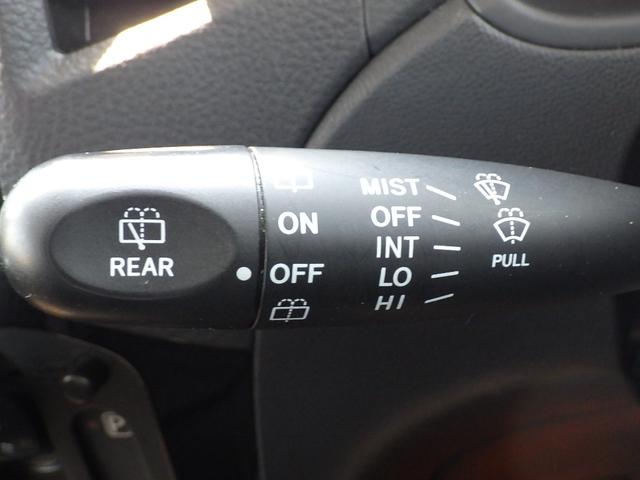 REAR
ON
OFF
MIST
OFF
INT
LO
HI
PULL
P